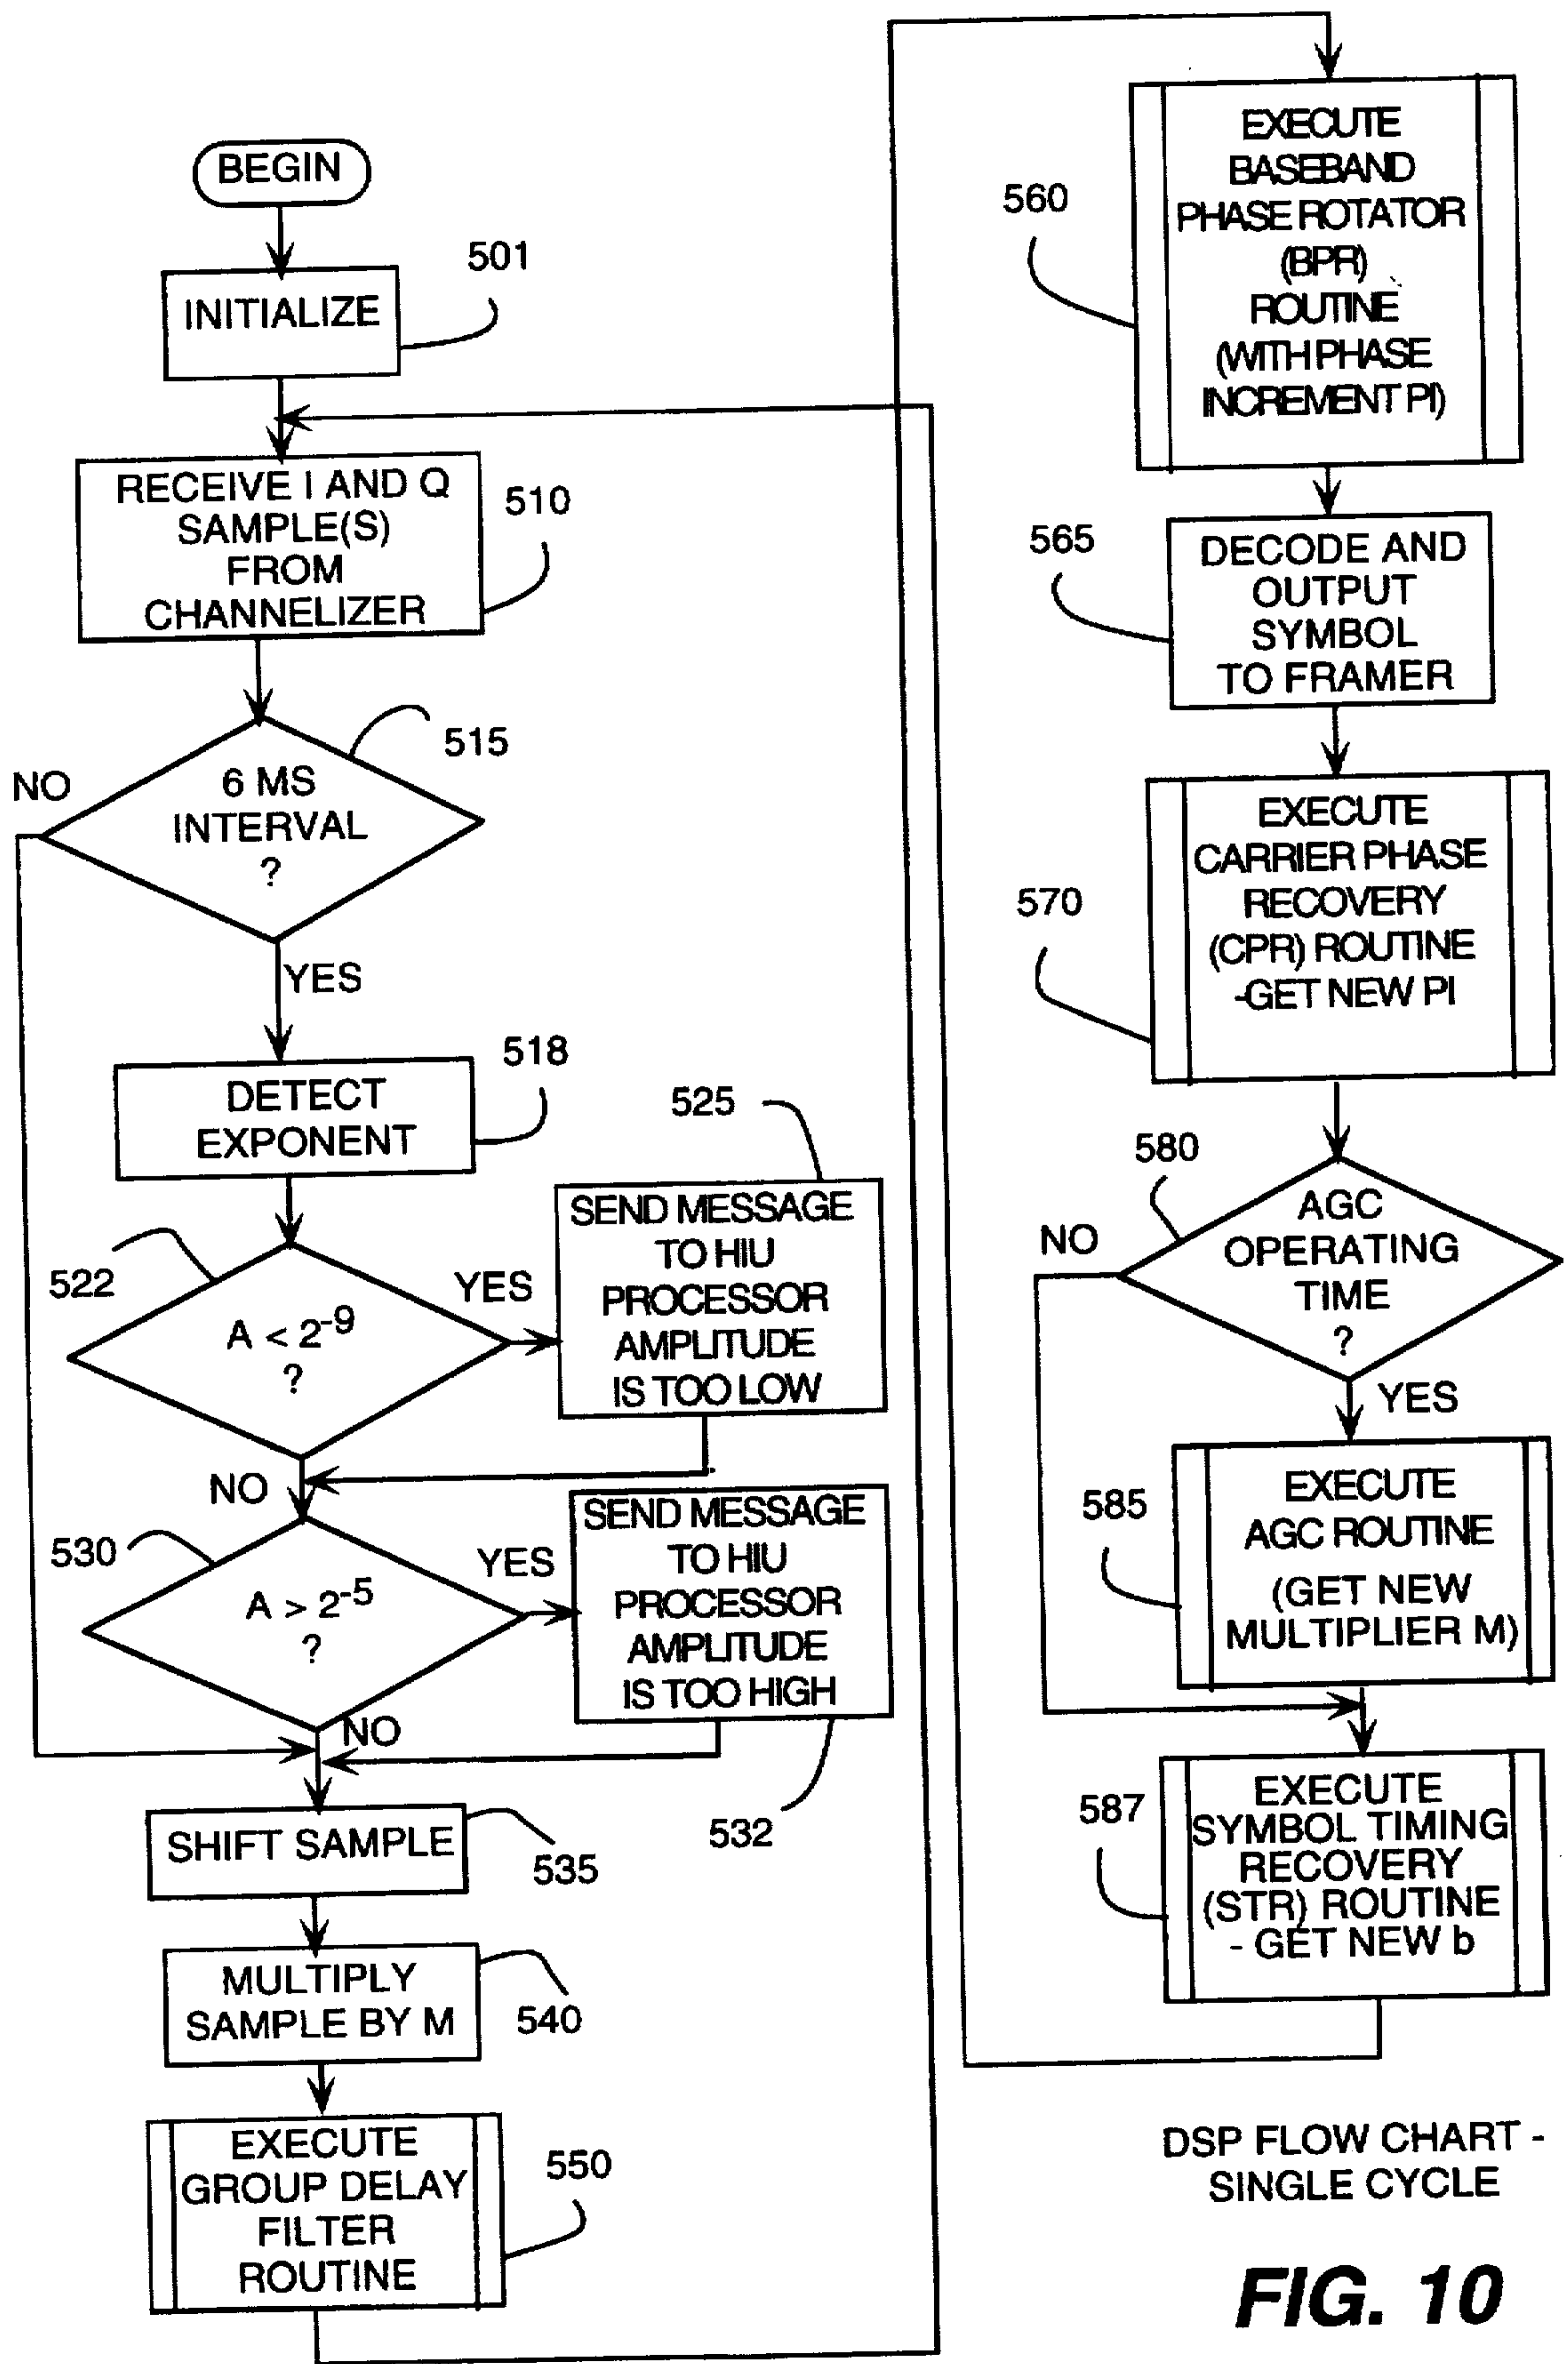 BEGIN
501
INITIALIZE
RECEIVE I AND Q
SAMPLE(S)
FROM
CHANNELIZER
510
515
NO
6 MS
INTERVAL
?
YES
518
DETECT
EXPONENT
525
522
A < 2⁻⁹
?
YES
SEND MESSAGE
TO HIU
PROCESSOR
AMPLITUDE
IS TOO LOW
NO
530
A > 2⁻⁵
?
YES
SEND MESSAGE
TO HIU
PROCESSOR
AMPLITUDE
IS TOO HIGH
NO
532
SHIFT SAMPLE
535
MULTIPLY
SAMPLE BY M
540
EXECUTE
GROUP DELAY
FILTER
ROUTINE
550
560
EXECUTE
BASEBAND
PHASE ROTATOR
(BPR)
ROUTINE
(WITH PHASE
INCREMENT PI)
565
DECODE AND
OUTPUT
SYMBOL
TO FRAMER
570
EXECUTE
CARRIER PHASE
RECOVERY
(CPR) ROUTINE
-GET NEW PI
580
NO
AGC
OPERATING
TIME
?
YES
585
EXECUTE
AGC ROUTINE
(GET NEW
MULTIPLIER M)
587
EXECUTE
SYMBOL TIMING
RECOVERY
(STR) ROUTINE
- GET NEW b
DSP FLOW CHART -
SINGLE CYCLE
FIG. 10